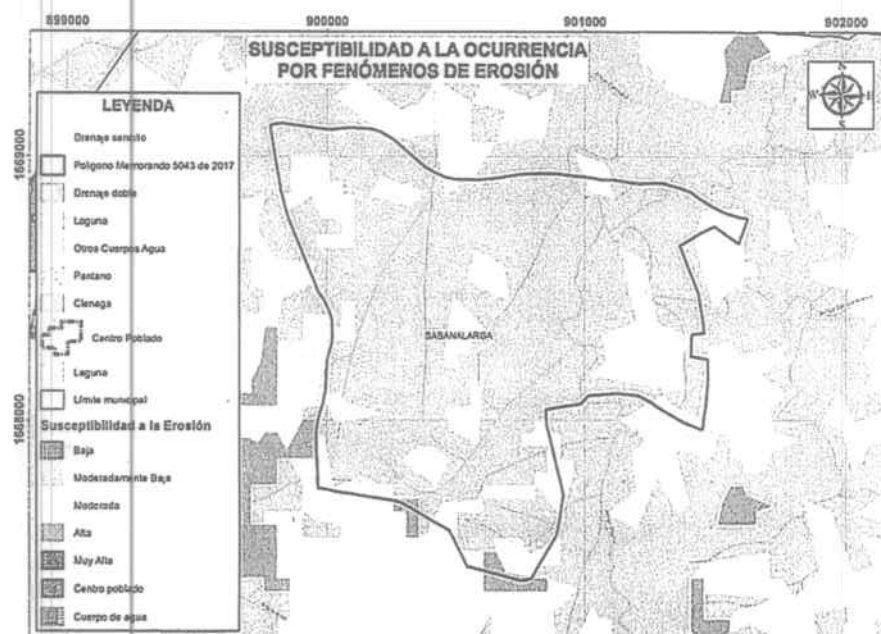 899000
900000
901000
902000
SUSCEPTIBILIDAD A LA OCURRENCIA
POR FENÓMENOS DE EROSIÓN
LEYENDA
Drenaje sencillo
Polígono Memorando 5043 de 2017
Drenaje doble
Laguna
Otros Cuerpos Agua
Pantano
Cienaga
Centro Poblado
Laguna
Límite municipal
Susceptibilidad a la Erosión
Baja
Moderadamente Baja
Moderada
Alta
Muy Alta
Centro poblado
Cuerpo de agua
1669000
1668000
SABANALARGA
W
E
S